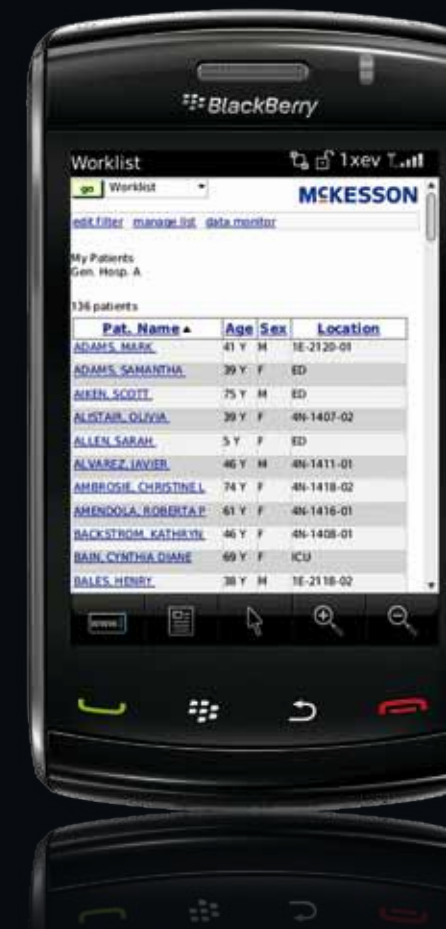 BlackBerry
Worklist 1xev
go Worklist
MCKESSON
edit filter manage list data monitor
My Patients
Gen. Hosp. A
136 patients
Pat. Name Age Sex Location
ADAMS, MARK 41 Y M 1E-2120-01
ADAMS, SAMANTHA 39 Y F ED
AIKEN, SCOTT 75 Y M ED
ALISTAIR, OLIVIA 39 Y F 4N-1407-02
ALLEN, SARAH 5 Y F ED
ALVAREZ, JAVIER 46 Y M 4N-1411-01
AMBROSIE, CHRISTINE L 74 Y F 4N-1418-02
AMENDOLA, ROBERTA P 61 Y F 4N-1416-01
BACKSTROM, KATHRYN 46 Y F 4N-1408-01
BAIN, CYNTHIA DIANE 69 Y F ICU
BALES, HENRY 38 Y M 1E-2118-02
www.